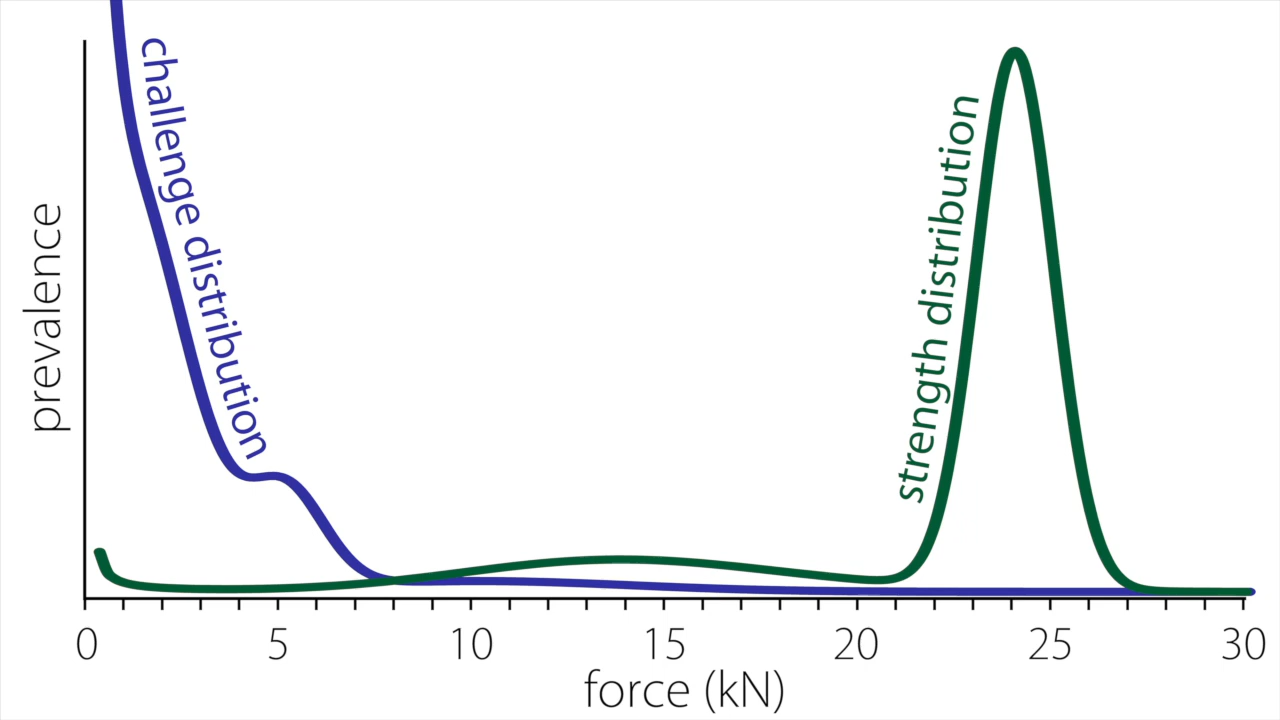 challenge distribution
strength distribution
prevalence
0 5 10 15 20 25 30
force (kN)